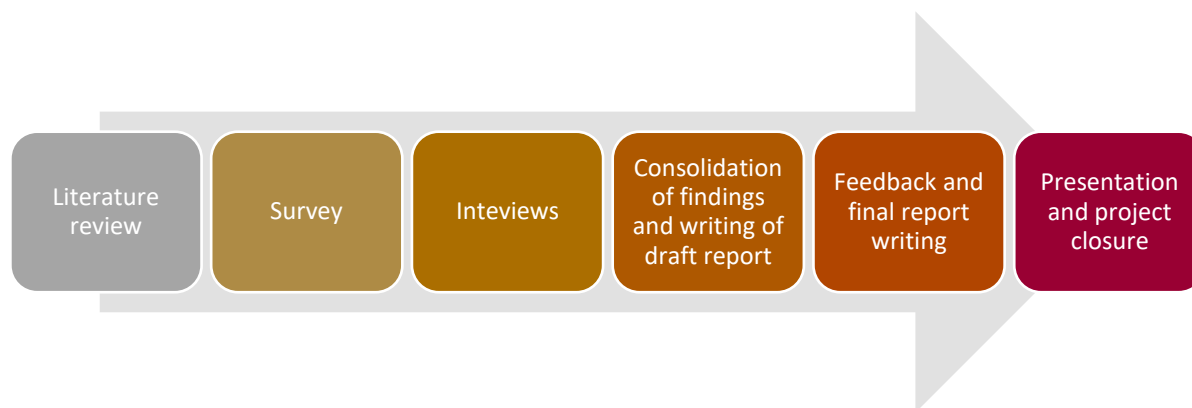 Literature
review
Survey
Inteviews
Consolidation
of findings
and writing of
draft report
Feedback and
final report
writing
Presentation
and project
closure